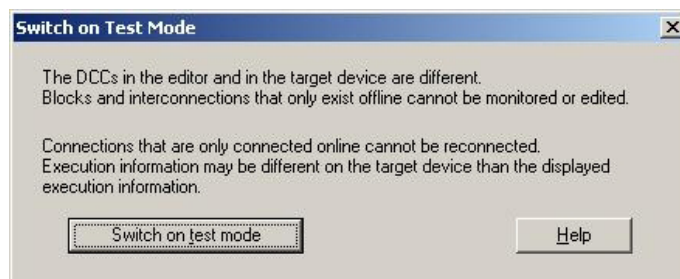 Switch on Test Mode
The DCCs in the editor and in the target device are different.
Blocks and interconnections that only exist offline cannot be monitored or edited.
Connections that are only connected online cannot be reconnected.
Execution information may be different on the target device than the displayed
execution information.
Switch on test mode
Help